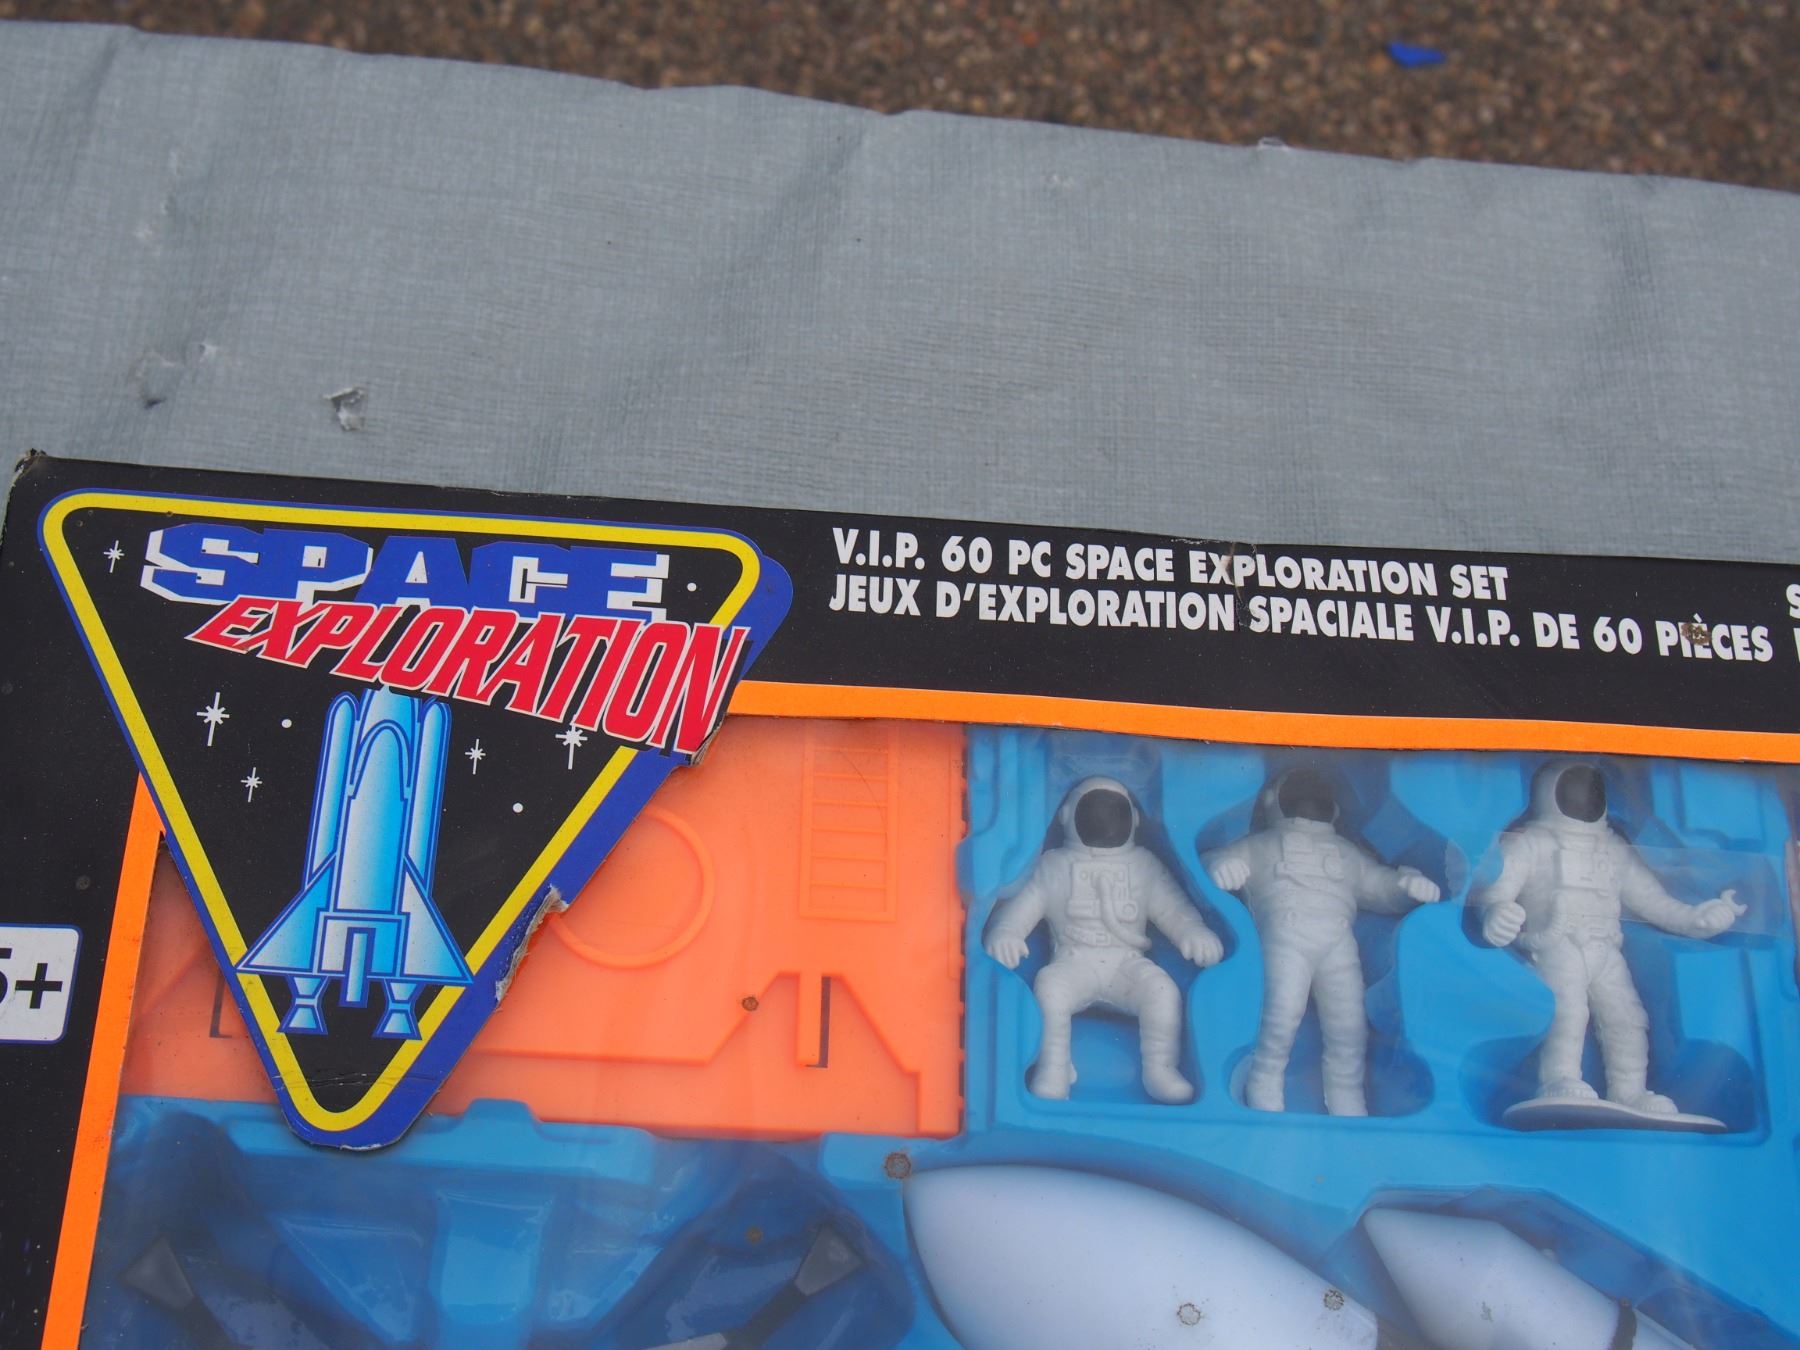 SPACE
EXPLORATION
V.I.P. 60 PC SPACE EXPLORATION SET
JEUX D'EXPLORATION SPACIALE V.I.P. DE 60 PIÈCES
5+